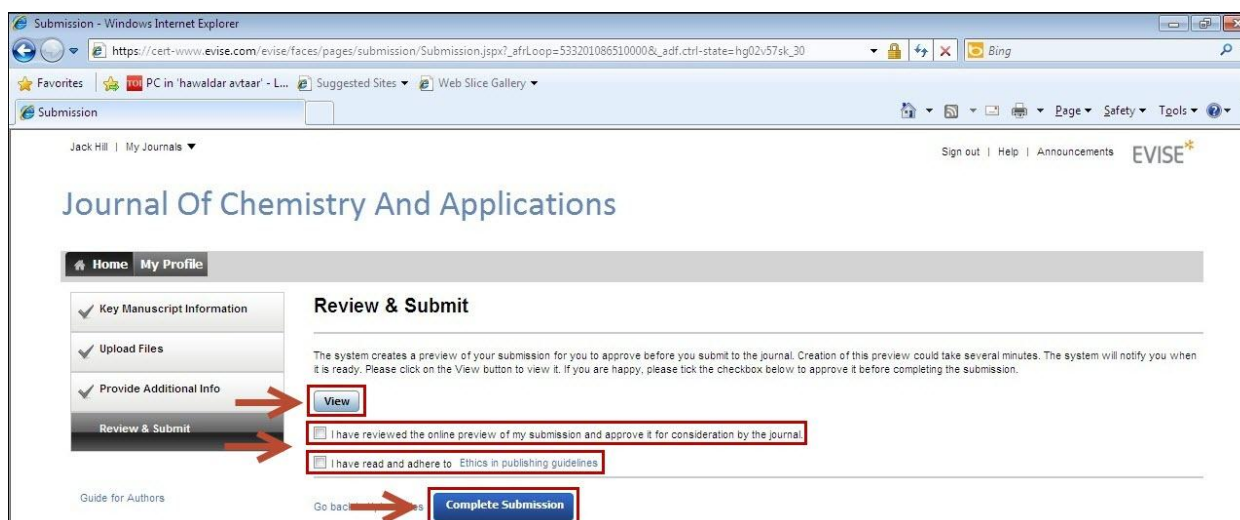 Submission - Windows Internet Explorer
https://cert-www.evise.com/evise/faces/pages/submission/Submission.jspx?_afrLoop=533201086510000&_adf.ctrl-state=hg02v57sk_30
Bing
Favorites
TOI
PC in 'hawaldar avtaar' - L...
Suggested Sites
Web Slice Gallery
Submission
Page Safety Tools
Jack Hill | My Journals
Sign out | Help | Announcements
EVISE
Journal Of Chemistry And Applications
Home My Profile
Key Manuscript Information
Upload Files
Provide Additional Info
Review & Submit
Guide for Authors
Review & Submit
The system creates a preview of your submission for you to approve before you submit to the journal. Creation of this preview could take several minutes. The system will notify you when
it is ready. Please click on the View button to view it. If you are happy, please tick the checkbox below to approve it before completing the submission.
View
I have reviewed the online preview of my submission and approve it for consideration by the journal.
I have read and adhere to Ethics in publishing guidelines
Go back
Complete Submission